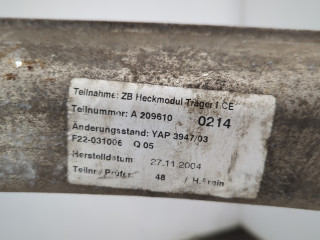 Teilnahme: ZB Heckmodul Träger I CE
Teilnummer: A 209610 0214
Änderungsstand: YAP 3947/03
F22-031006 Q 05
Herstelldatum 27.11.2004
Teilnr / Prüfer: 48 /